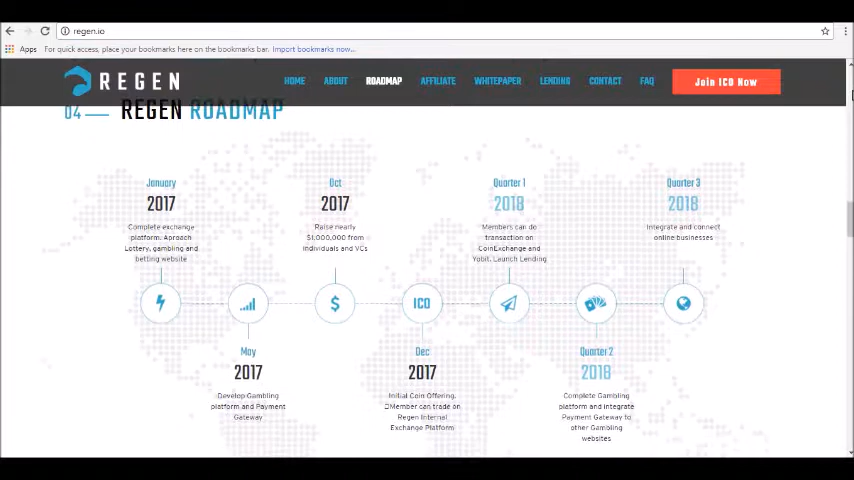 regen.io
Apps For quick access, place your bookmarks here on the bookmarks bar. Import bookmarks now...
REGEN HOME ABOUT ROADMAP AFFILIATE WHITEPAPER LENDING CONTACT FAQ Join ICO Now
04 REGEN ROADMAP
January
2017
Complete exchange
platform. Aproach
Lottery, gambling and
betting website
Oct
2017
Raise nearly
$1,000,000 from
individuals and VCs
Quarter 1
2018
Members can do
transaction on
CoinExchange and
Yobit. Launch Lending
Quarter 3
2018
Integrate and connect
online businesses
$ ICO
May
2017
Develop Gambling
platform and Payment
Gateway
Dec
2017
Initial Coin Offering.
Member can trade on
Regen Internal
Exchange Platform
Quarter 2
2018
Complete Gambling
platform and integrate
Payment Gateway to
other Gambling
websites